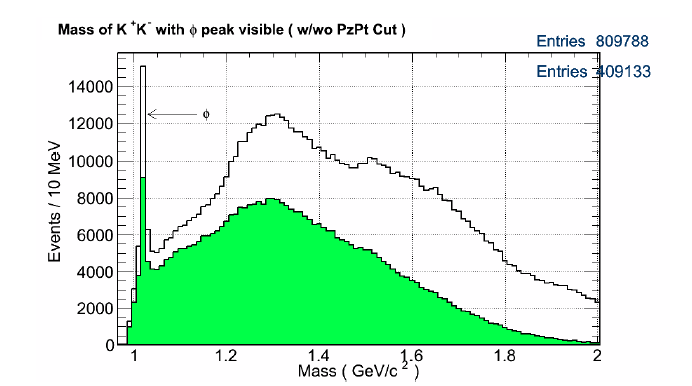 Mass of K⁺K⁻ with ϕ peak visible ( w/wo PzPt Cut )
Entries 809788
Entries 409133
14000
12000
10000
8000
6000
4000
2000
0
Events / 10 MeV
ϕ
1 1.2 1.4 1.6 1.8 2
Mass ( GeV/c² )